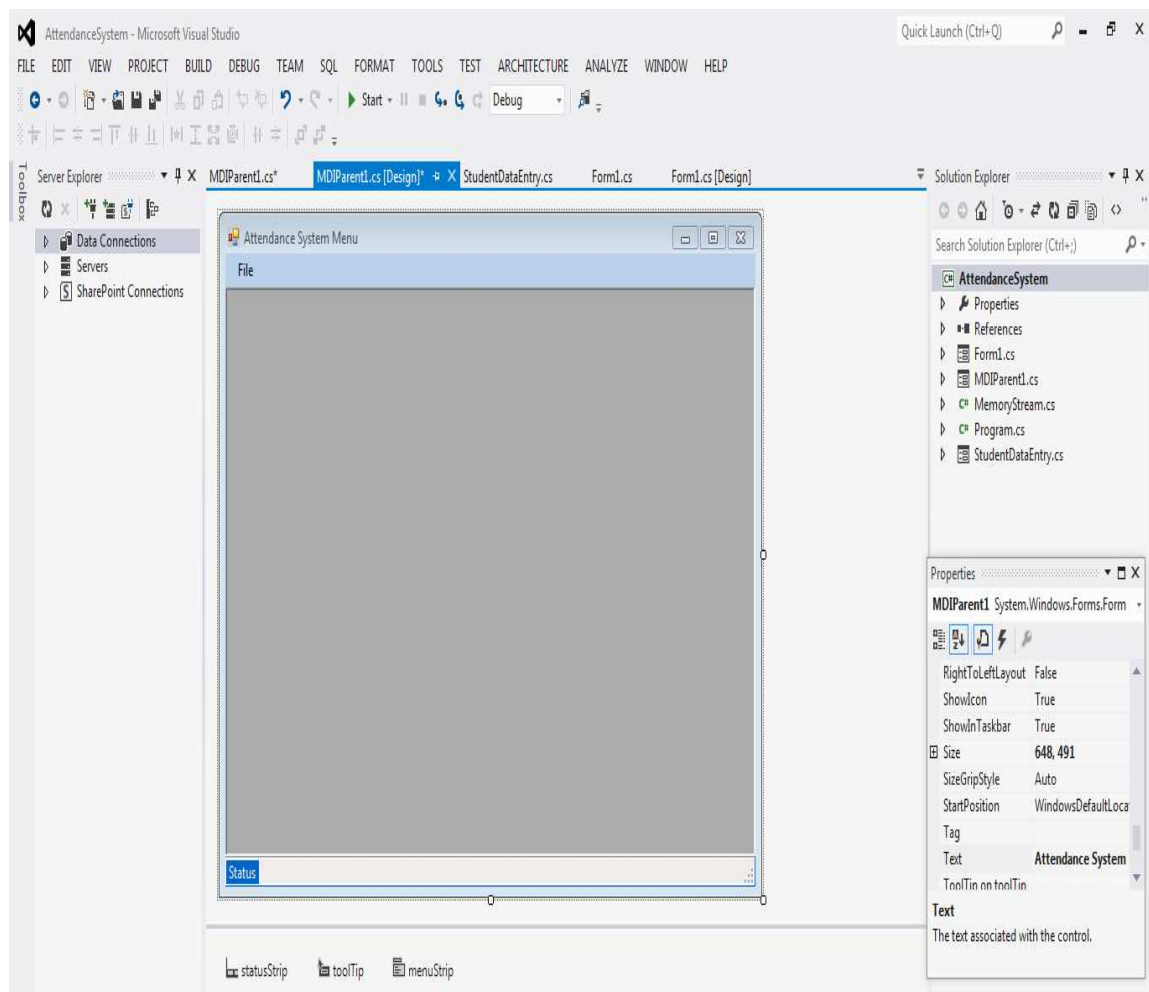 AttendanceSystem - Microsoft Visual Studio
Quick Launch (Ctrl+Q)
FILE EDIT VIEW PROJECT BUILD DEBUG TEAM SQL FORMAT TOOLS TEST ARCHITECTURE ANALYZE WINDOW HELP
Start Debug
Toolbox
Server Explorer
Data Connections
Servers
SharePoint Connections
MDIParent1.cs* MDIParent1.cs [Design]* StudentDataEntry.cs Form1.cs Form1.cs [Design]
Attendance System Menu
File
Status
statusStrip toolTip menuStrip
Solution Explorer
Search Solution Explorer (Ctrl+;)
AttendanceSystem
Properties
References
Form1.cs
MDIParent1.cs
MemoryStream.cs
Program.cs
StudentDataEntry.cs
Properties
MDIParent1 System.Windows.Forms.Form
RightToLeftLayout False
ShowIcon True
ShowInTaskbar True
Size 648, 491
SizeGripStyle Auto
StartPosition WindowsDefaultLoca
Tag
Text Attendance System
ToolTip on toolTip
Text
The text associated with the control.